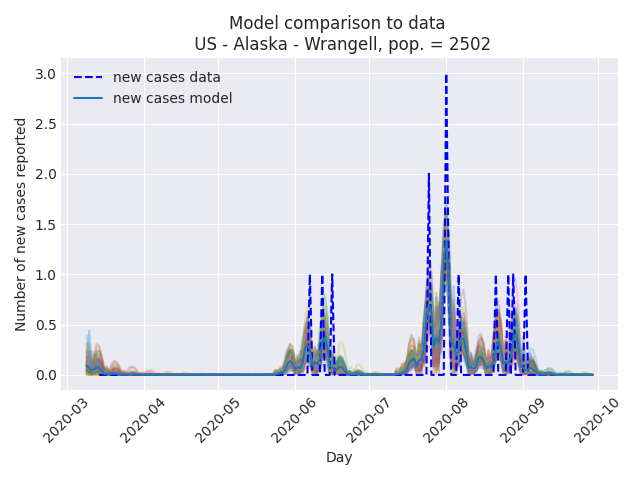 Model comparison to data
US - Alaska - Wrangell, pop. = 2502
new cases data
new cases model
Number of new cases reported
3.0
2.5
2.0
1.5
1.0
0.5
0.0
2020-03
2020-04
2020-05
2020-06
2020-07
2020-08
2020-09
2020-10
Day